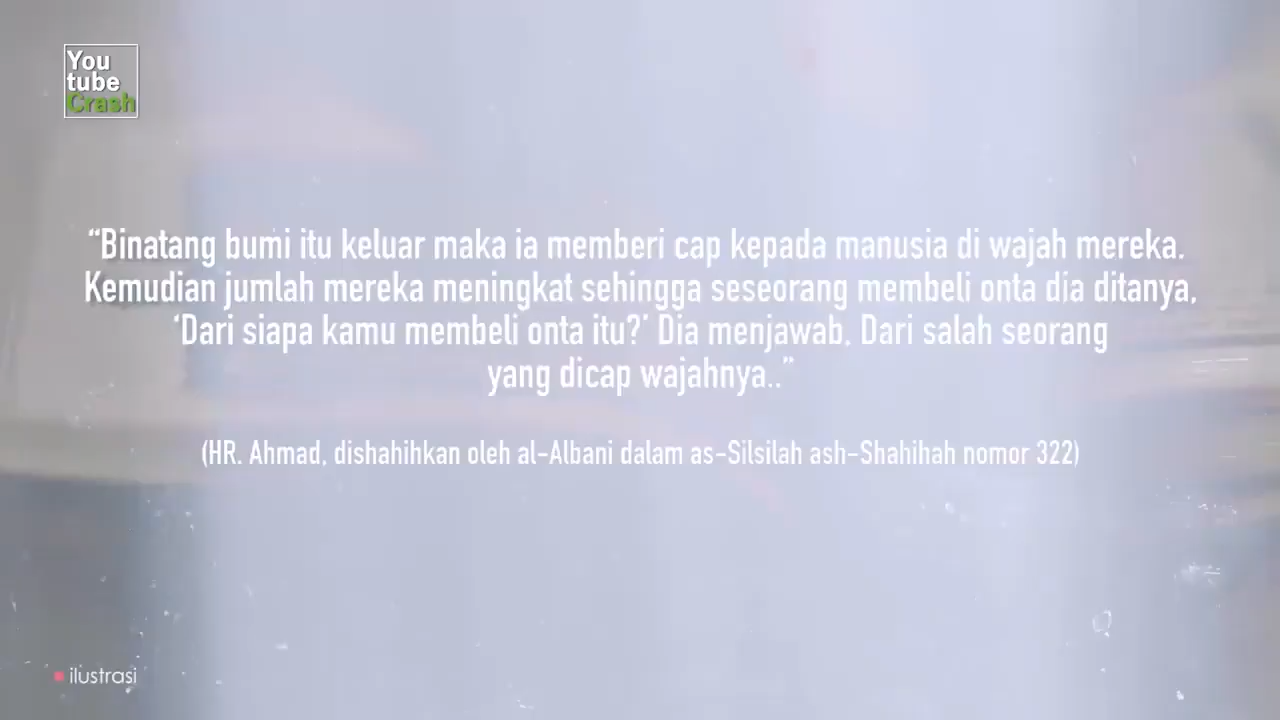 You
tube
Crash
“Binatang bumi itu keluar maka ia memberi cap kepada manusia di wajah mereka.
Kemudian jumlah mereka meningkat sehingga seseorang membeli onta dia ditanya,
‘Dari siapa kamu membeli onta itu?’ Dia menjawab, Dari salah seorang
yang dicap wajahnya..”
(HR. Ahmad, dishahihkan oleh al-Albani dalam as-Silsilah ash-Shahihah nomor 322)
ilustrasi